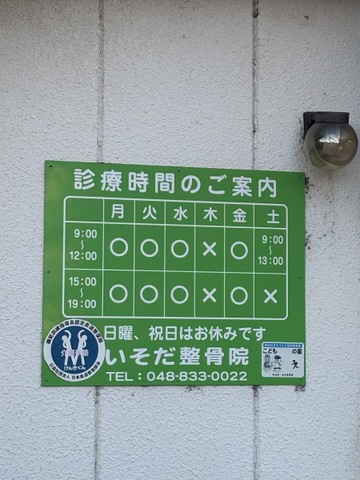 診療時間のご案内
月 火 水 木 金 土
9:00〜12:00 ○ ○ ○ × ○ 9:00〜13:00
15:00〜19:00 ○ ○ ○ × ○ ×
日曜、祝日はお休みです
いそだ整骨院
TEL:048-833-0022
こども の家